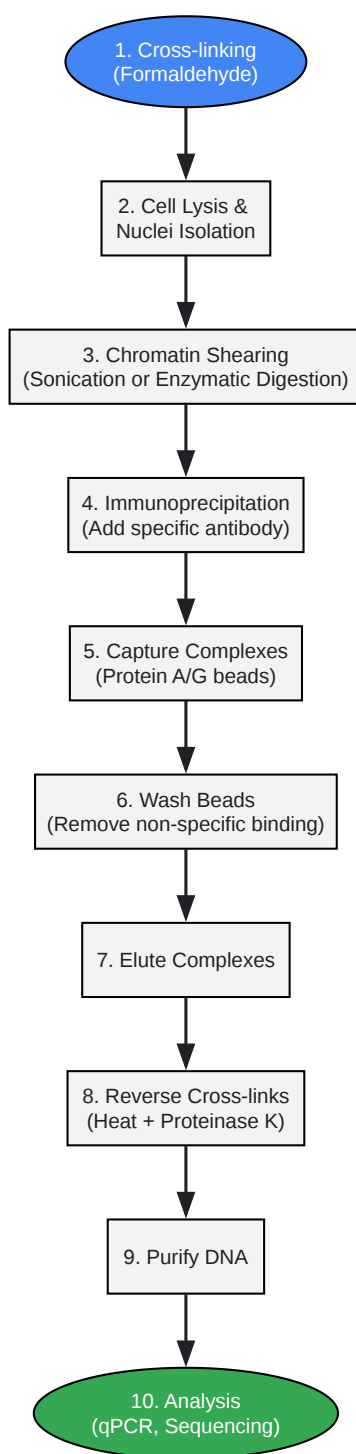 1. Cross-linking
(Formaldehyde)
2. Cell Lysis &
Nuclei Isolation
3. Chromatin Shearing
(Sonication or Enzymatic Digestion)
4. Immunoprecipitation
(Add specific antibody)
5. Capture Complexes
(Protein A/G beads)
6. Wash Beads
(Remove non-specific binding)
7. Elute Complexes
8. Reverse Cross-links
(Heat + Proteinase K)
9. Purify DNA
10. Analysis
(qPCR, Sequencing)